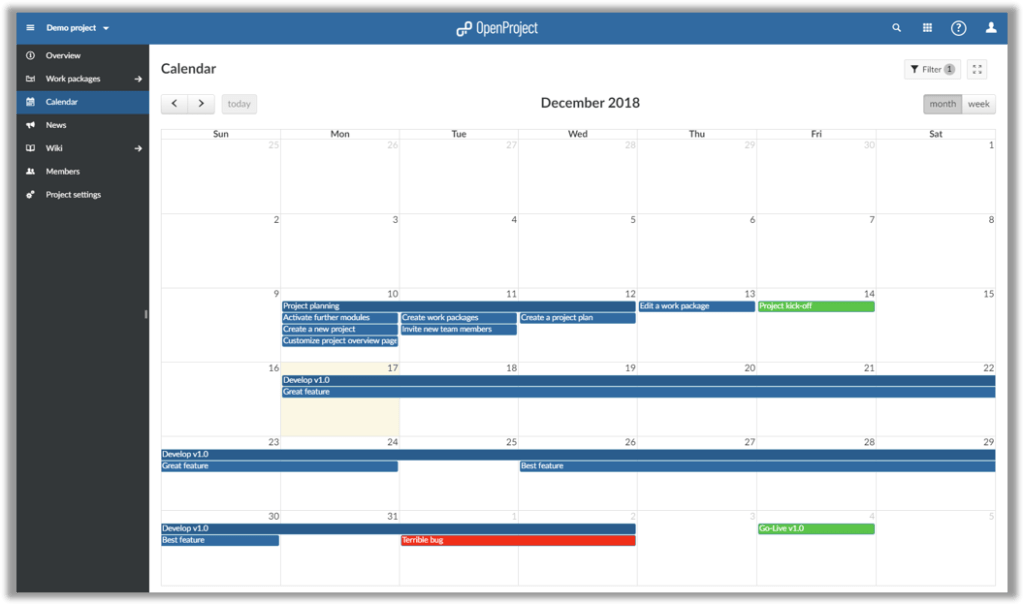 Demo project
OpenProject
Overview
Work packages
Calendar
News
Wiki
Members
Project settings
Calendar
Filter 1
today
December 2018
month week
Sun Mon Tue Wed Thu Fri Sat
25 26 27 28 29 30 1
2 3 4 5 6 7 8
9 10 11 12 13 14 15
Project planning Edit a work package Project kick-off
Activate further modules Create work packages Create a project plan
Create a new project Invite new team members
Customize project overview page
16 17 18 19 20 21 22
Develop v1.0
Great feature
23 24 25 26 27 28 29
Develop v1.0
Great feature Best feature
30 31 1 2 3 4 5
Develop v1.0 Go-Live v1.0
Best feature Terrible bug